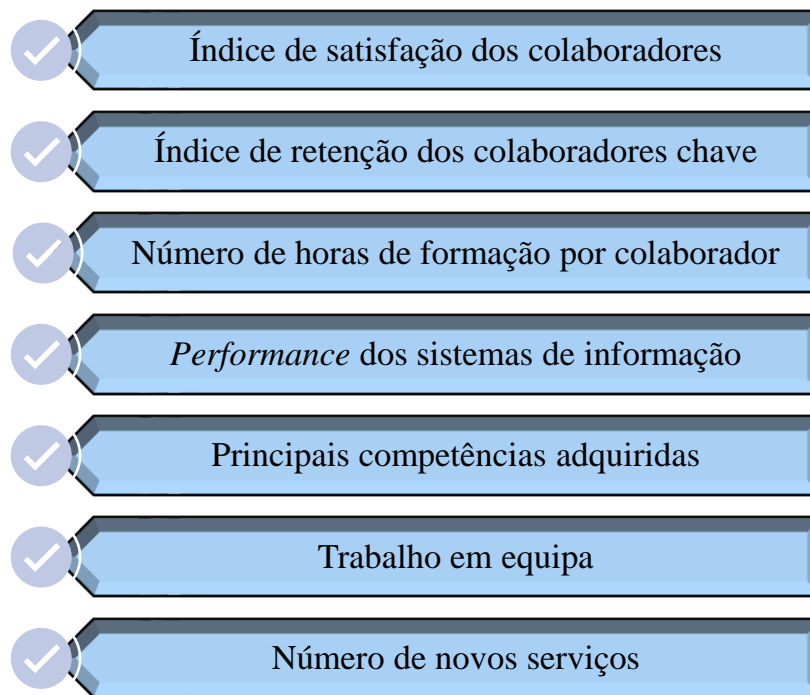 Índice de satisfação dos colaboradores
Índice de retenção dos colaboradores chave
Número de horas de formação por colaborador
Performance dos sistemas de informação
Principais competências adquiridas
Trabalho em equipa
Número de novos serviços